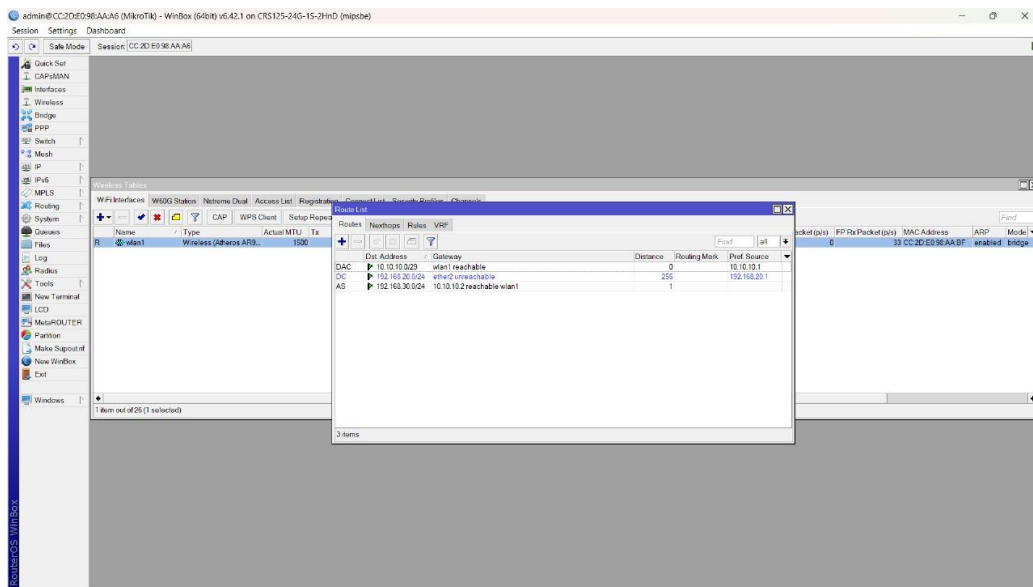 admin@CC:2D:E0:98:AA:A6 (MikroTik) - WinBox (64bit) v6.42.1 on CRS125-24G-1S-2HnD (mipsbe)
Session Settings Dashboard
Safe Mode Session: CC:2D:E0:98:AA:A6
Quick Set
CAPsMAN
Interfaces
Wireless
Bridge
PPP
Switch
Mesh
IP
IPv6
MPLS
Routing
System
Queues
Files
Log
Radius
Tools
New Terminal
LCD
MetaROUTER
Partition
Make Supout.rif
New WinBox
Exit
Windows
RouterOS WinBox
Wireless Tables
WiFi Interfaces W60G Station Nstreme Dual Access List Registration Connect List Security Profiles Channels
CAP WPS Client Setup Repea Find
Name Type Actual MTU Tx acket (p/s) FP Rx Packet (p/s) MAC Address ARP Mode
R wlan1 Wireless (Atheros AR9... 1500 0 33 CC:2D:E0:98:AA:BF enabled bridge
1 item out of 26 (1 selected)
Route List
Routes Nexthops Rules VRF
Find all
Dst. Address Gateway Distance Routing Mark Pref. Source
DAC 10.10.10.0/29 wlan1 reachable 0 10.10.10.1
DC 192.168.20.0/24 ether2 unreachable 255 192.168.20.1
AS 192.168.30.0/24 10.10.10.2 reachable wlan1 1
3 items